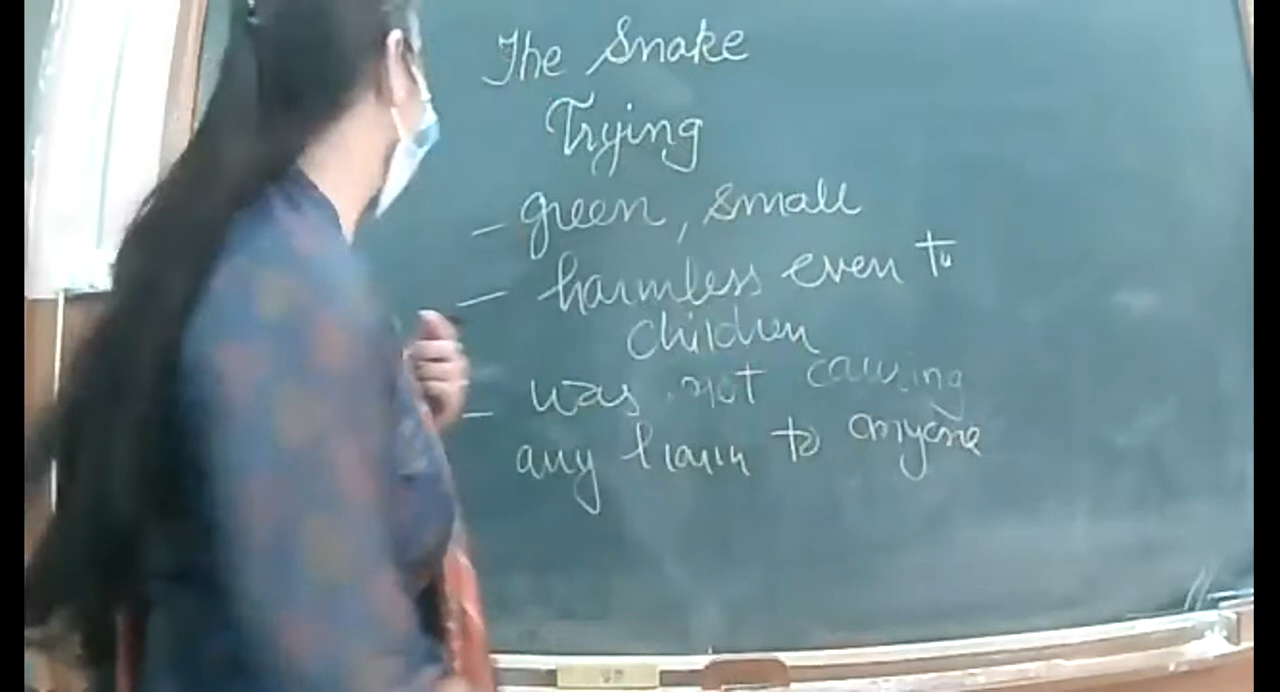 The Snake
Trying
- green, small
- harmless even to
children
- was not causing
any harm to anyone